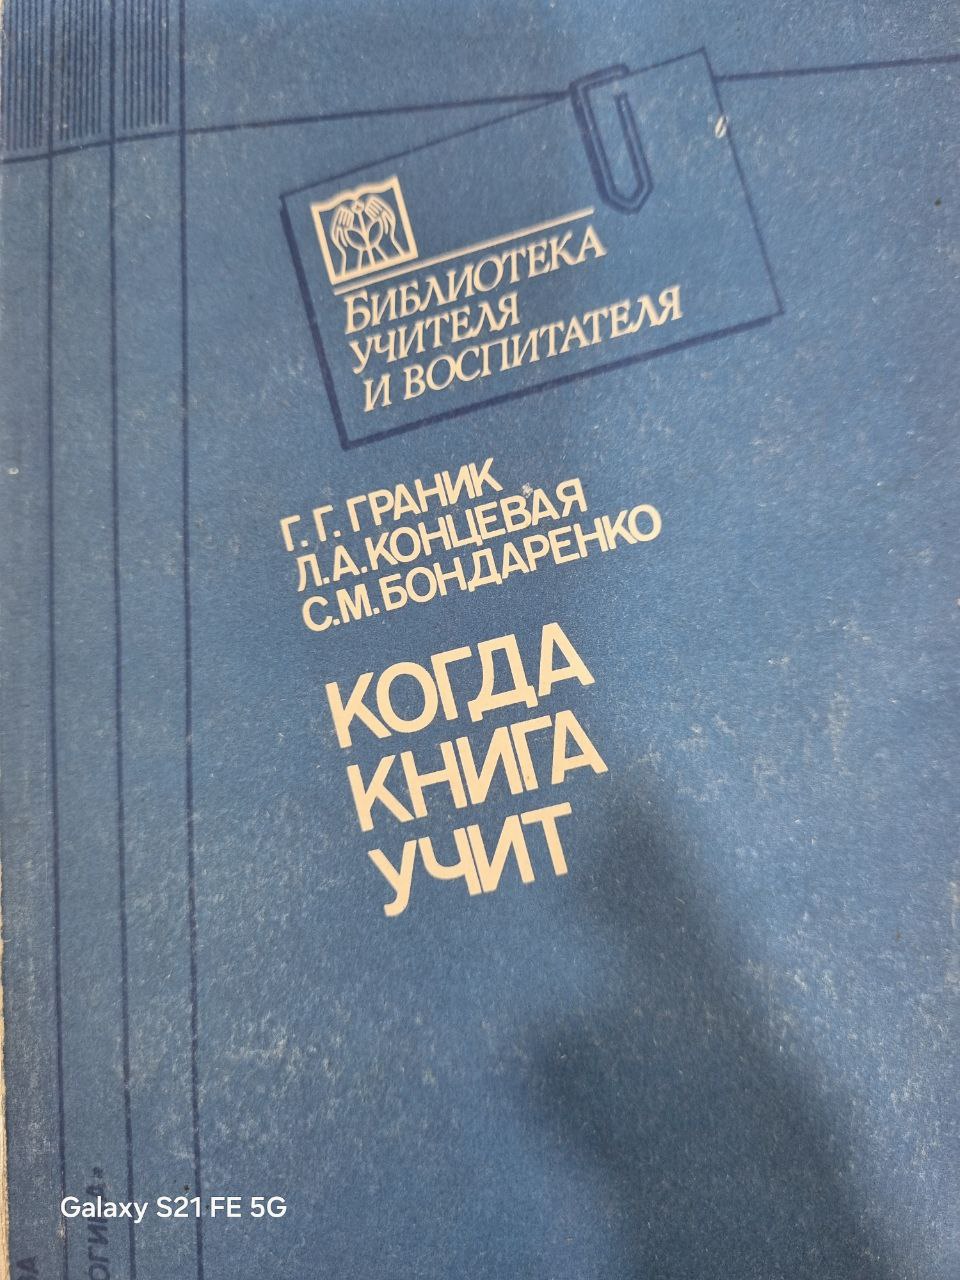 БИБЛИОТЕКА
УЧИТЕЛЯ
И ВОСПИТАТЕЛЯ
Г. Г. ГРАНИК
Л. А. КОНЦЕВАЯ
С. М. БОНДАРЕНКО
КОГДА
КНИГА
УЧИТ
Galaxy S21 FE 5G